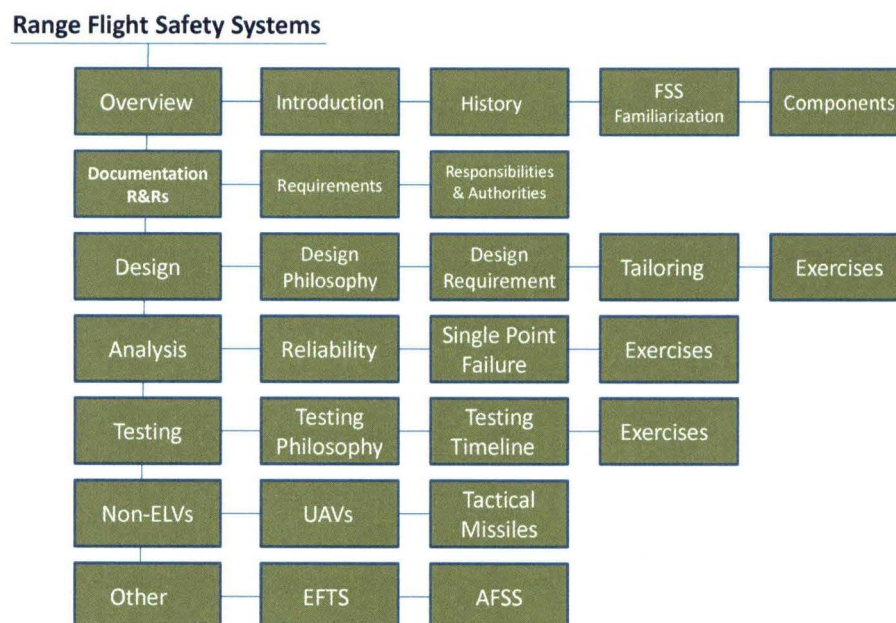 Range Flight Safety Systems
Overview
Introduction
History
FSS
Familiarization
Components
Documentation
R&Rs
Requirements
Responsibilities
& Authorities
Design
Design
Philosophy
Design
Requirement
Tailoring
Exercises
Analysis
Reliability
Single Point
Failure
Exercises
Testing
Testing
Philosophy
Testing
Timeline
Exercises
Non-ELVs
UAVs
Tactical
Missiles
Other
EFTS
AFSS